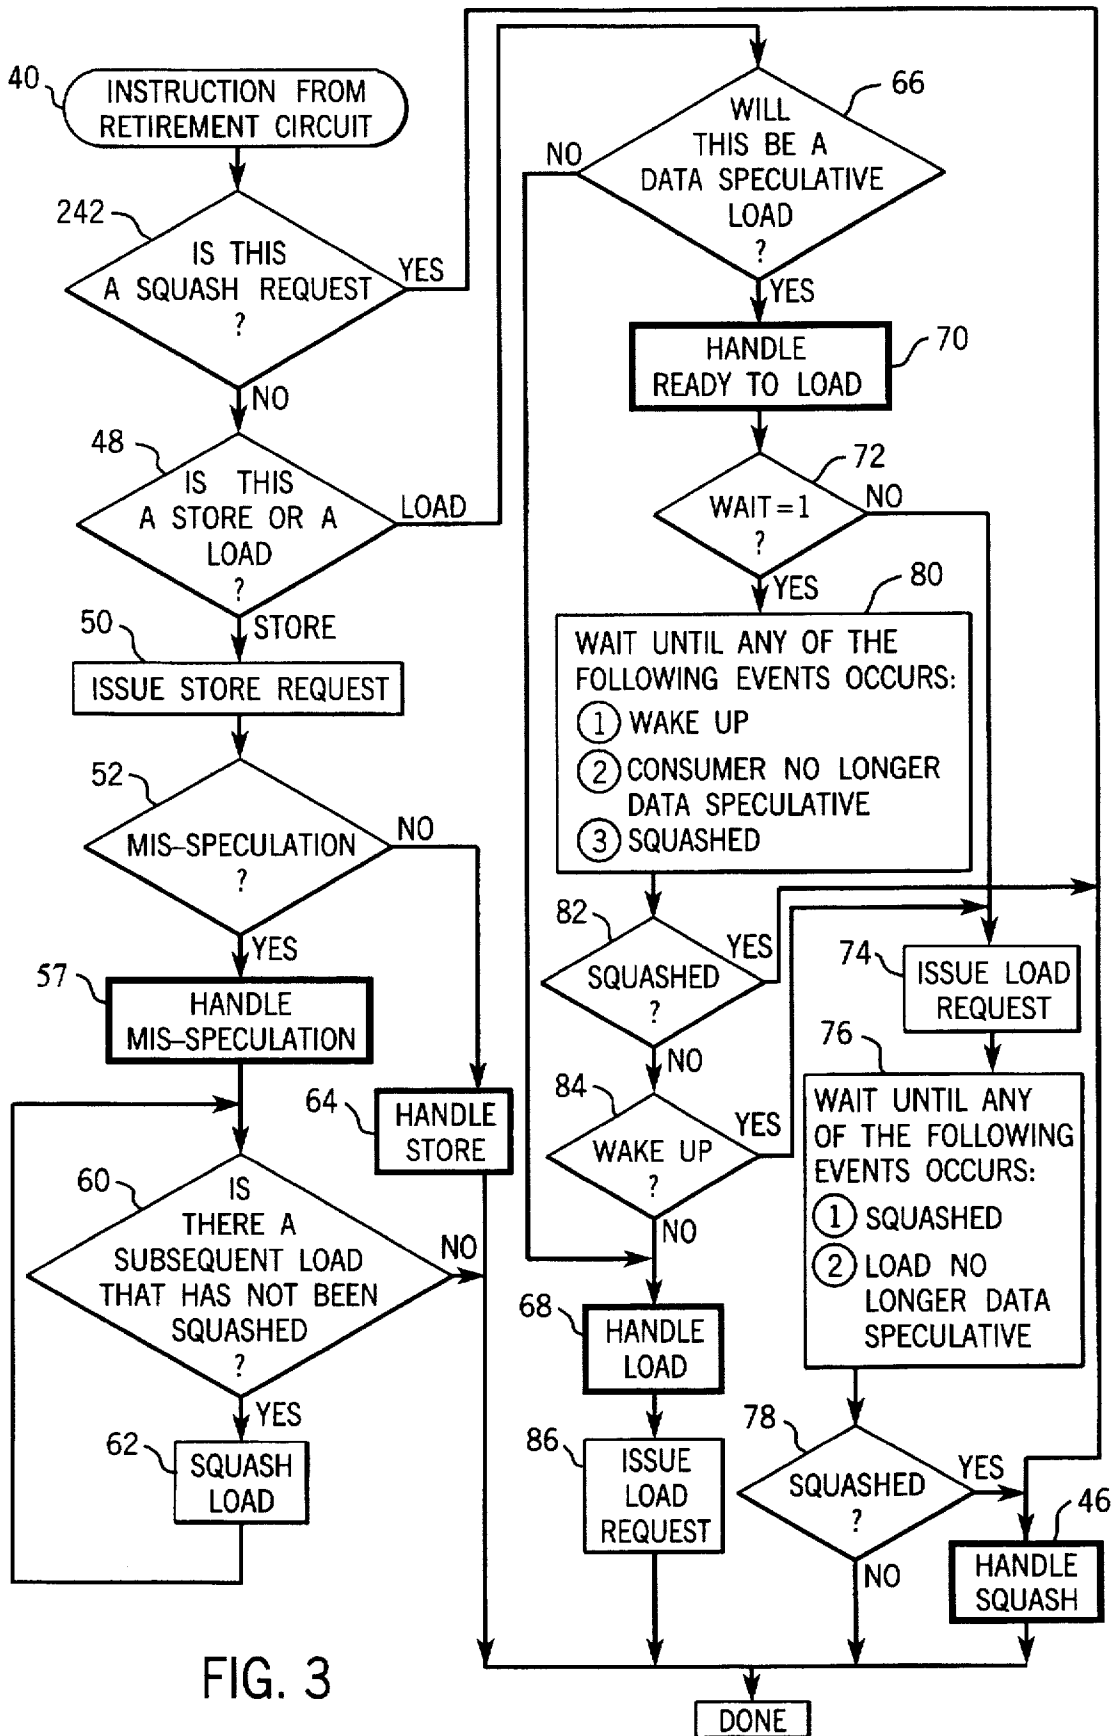 40
INSTRUCTION FROM
RETIREMENT CIRCUIT
242
IS THIS
A SQUASH REQUEST
?
YES
NO
48
IS THIS
A STORE OR A
LOAD
?
LOAD
STORE
50
ISSUE STORE REQUEST
52
MIS-SPECULATION
?
NO
YES
57
HANDLE
MIS-SPECULATION
64
HANDLE
STORE
60
IS
THERE A
SUBSEQUENT LOAD
THAT HAS NOT BEEN
SQUASHED
?
NO
YES
62
SQUASH
LOAD
66
WILL
THIS BE A
DATA SPECULATIVE
LOAD
?
NO
YES
70
HANDLE
READY TO LOAD
72
WAIT=1
?
NO
YES
80
WAIT UNTIL ANY OF THE
FOLLOWING EVENTS OCCURS:
1 WAKE UP
2 CONSUMER NO LONGER
DATA SPECULATIVE
3 SQUASHED
82
SQUASHED
?
YES
NO
84
WAKE UP
?
YES
NO
68
HANDLE
LOAD
86
ISSUE
LOAD
REQUEST
74
ISSUE LOAD
REQUEST
76
WAIT UNTIL ANY
OF THE FOLLOWING
EVENTS OCCURS:
1 SQUASHED
2 LOAD NO
LONGER DATA
SPECULATIVE
78
SQUASHED
?
YES
NO
46
HANDLE
SQUASH
DONE
FIG. 3